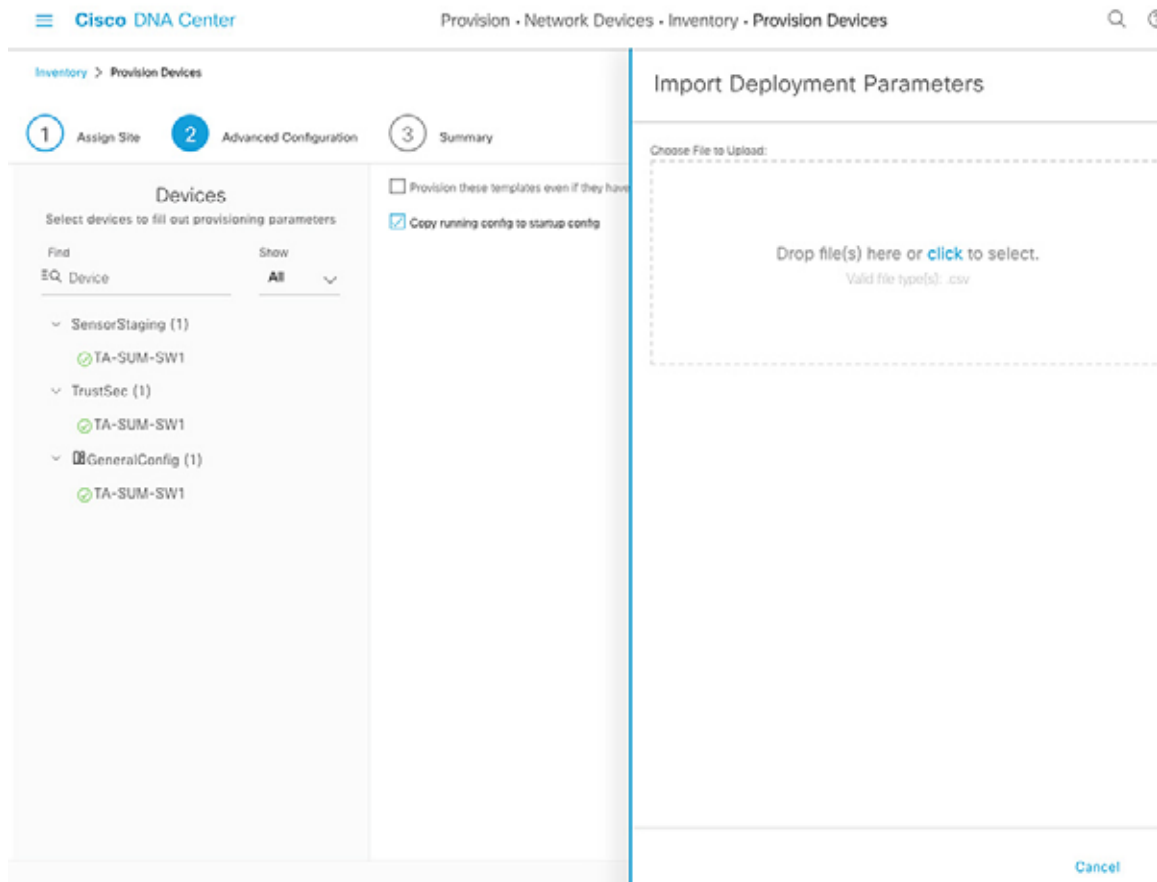 Cisco DNA Center
Provision • Network Devices • Inventory • Provision Devices
Inventory > Provision Devices
1 Assign Site
2 Advanced Configuration
3 Summary
Devices
Select devices to fill out provisioning parameters
Find
Device
Show
All
SensorStaging (1)
TA-SUM-SW1
TrustSec (1)
TA-SUM-SW1
GeneralConfig (1)
TA-SUM-SW1
Provision these templates even if they have
Copy running config to startup config
Import Deployment Parameters
Choose File to Upload:
Drop file(s) here or click to select.
Valid file type(s): .csv
Cancel